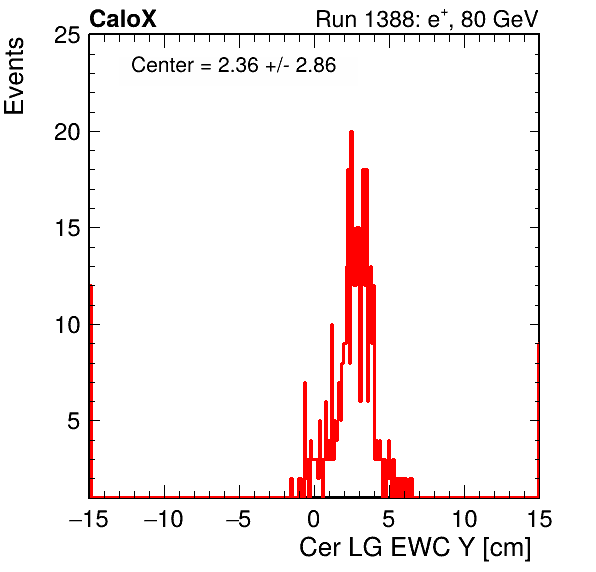 CaloX Run 1388: e⁺, 80 GeV
Center = 2.36 +/- 2.86
Events
25
20
15
10
5
−15 −10 −5 0 5 10 15
Cer LG EWC Y [cm]